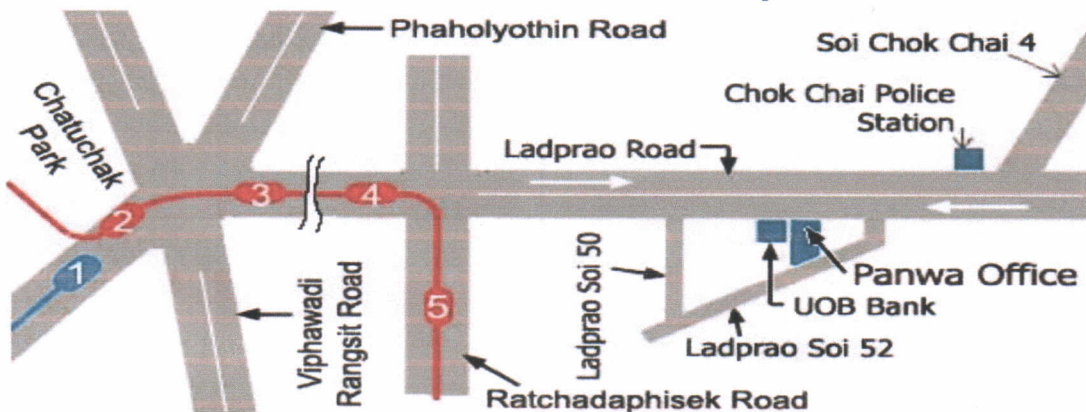 Phaholyothin Road
Soi Chok Chai 4
Chok Chai Police
Station
Chatuchak
Park
Ladprao Road
1
2
3
4
5
Viphawadi
Rangsit Road
Ladprao Soi 50
Panwa Office
UOB Bank
Ladprao Soi 52
Ratchadaphisek Road